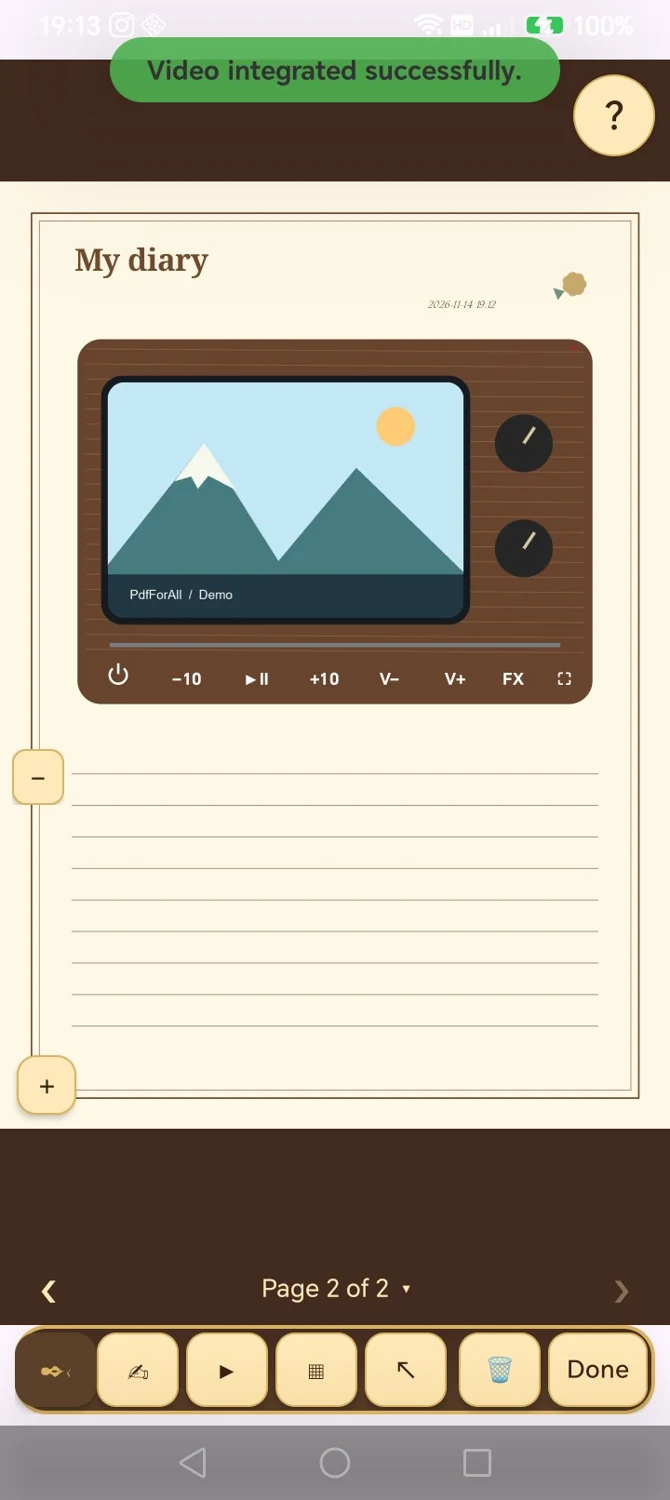 19:13 HD 100%
Video integrated successfully.
?
My diary
2026-11-14 19:12
PdfForAll / Demo
−10 ►II +10 V− V+ FX
−
+
Page 2 of 2 ▾
Done